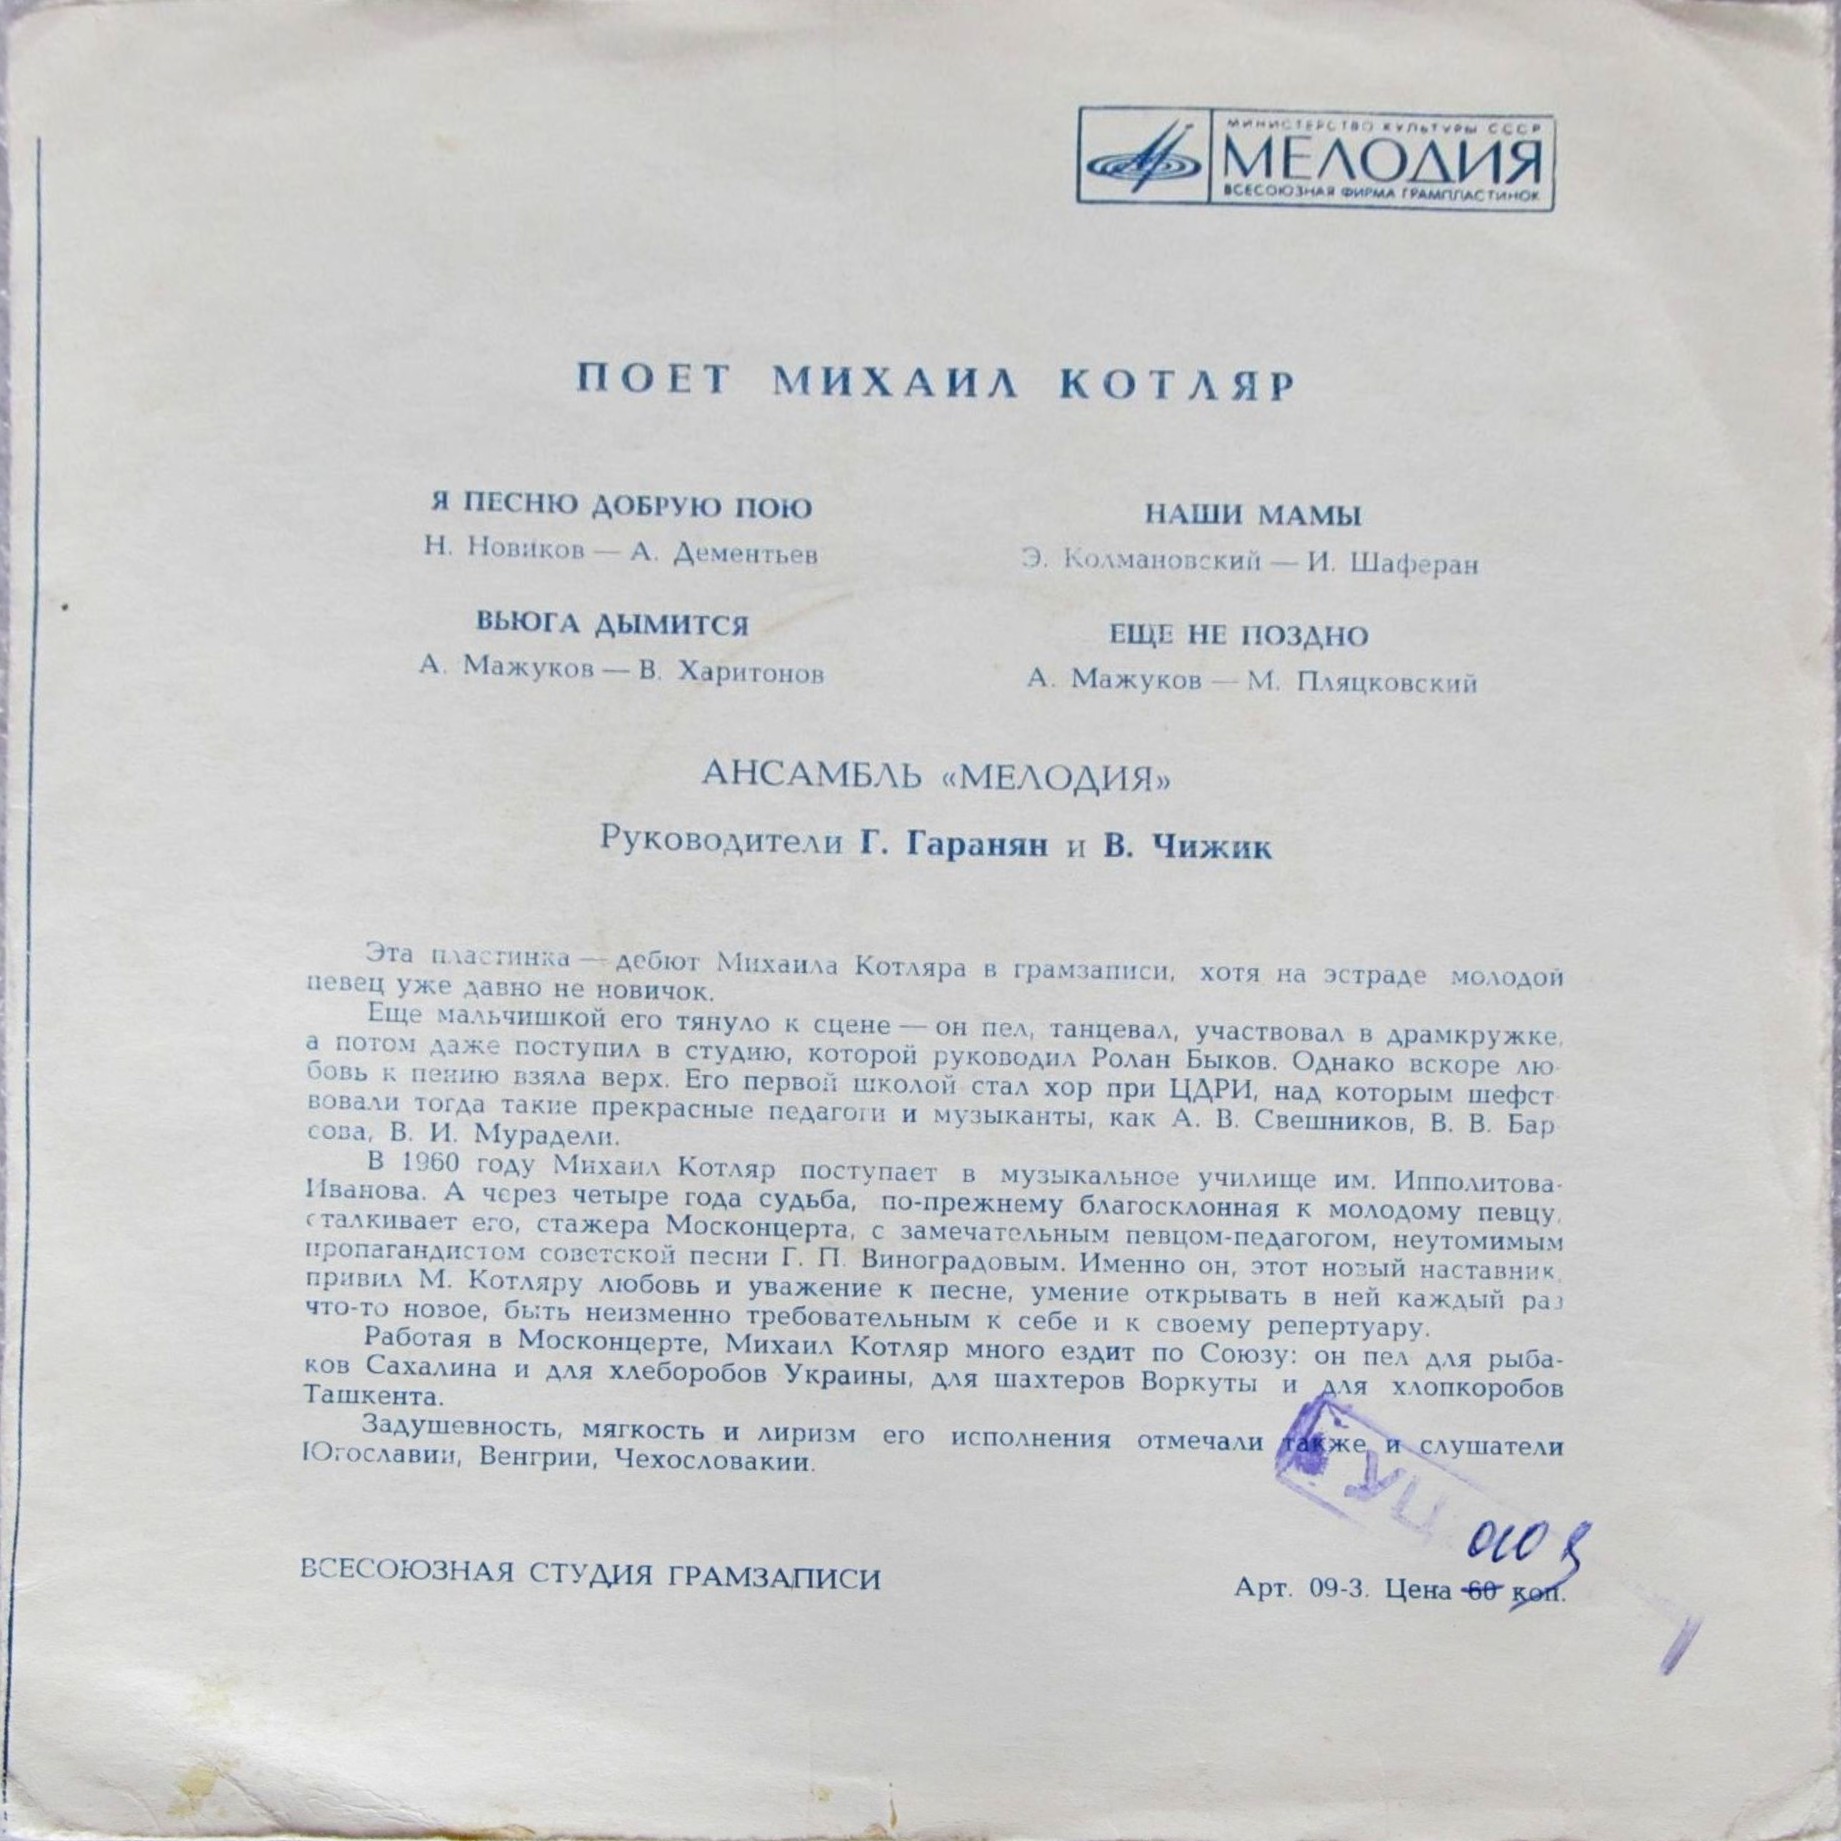 МИНИСТЕРСТВО КУЛЬТУРЫ СССР
МЕЛОДИЯ
ВСЕСОЮЗНАЯ ФИРМА ГРАМПЛАСТИНОК
ПОЕТ МИХАИЛ КОТЛЯР
Я ПЕСНЮ ДОБРУЮ ПОЮ
Н. Новиков — А. Дементьев
ВЬЮГА ДЫМИТСЯ
А. Мажуков — В. Харитонов
НАШИ МАМЫ
Э. Колмановский — И. Шаферан
ЕЩЕ НЕ ПОЗДНО
А. Мажуков — М. Пляцковский
АНСАМБЛЬ «МЕЛОДИЯ»
Руководители Г. Гаранян и В. Чижик
Эта пластинка — дебют Михаила Котляра в грамзаписи, хотя на эстраде молодой
певец уже давно не новичок.
Еще мальчишкой его тянуло к сцене — он пел, танцевал, участвовал в драмкружке,
а потом даже поступил в студию, которой руководил Ролан Быков. Однако вскоре лю-
бовь к пению взяла верх. Его первой школой стал хор при ЦДРИ, над которым шефст-
вовали тогда такие прекрасные педагоги и музыканты, как А. В. Свешников, В. В. Бар-
сова, В. И. Мурадели.
В 1960 году Михаил Котляр поступает в музыкальное училище им. Ипполитова-
Иванова. А через четыре года судьба, по-прежнему благосклонная к молодому певцу,
сталкивает его, стажера Москонцерта, с замечательным певцом-педагогом, неутомимым
пропагандистом советской песни Г. П. Виноградовым. Именно он, этот новый наставник,
привил М. Котляру любовь и уважение к песне, умение открывать в ней каждый раз
что-то новое, быть неизменно требовательным к себе и к своему репертуару.
Работая в Москонцерте, Михаил Котляр много ездит по Союзу: он пел для рыба-
ков Сахалина и для хлеборобов Украины, для шахтеров Воркуты и для хлопкоробов
Ташкента.
Задушевность, мягкость и лиризм его исполнения отмечали также и слушатели
Югославии, Венгрии, Чехословакии.
ВСЕСОЮЗНАЯ СТУДИЯ ГРАМЗАПИСИ
Арт. 09-3. Цена 60 коп.